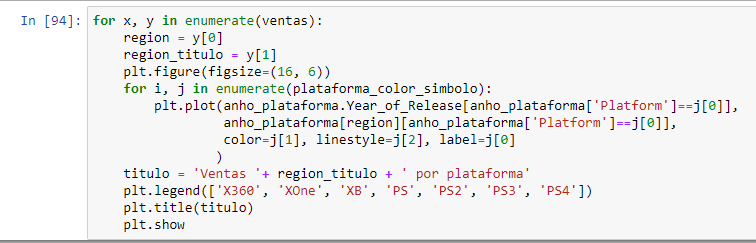 In [94]: for x, y in enumerate(ventas):
    region = y[0]
    region_titulo = y[1]
    plt.figure(figsize=(16, 6))
    for i, j in enumerate(plataforma_color_simbolo):
        plt.plot(anho_plataforma.Year_of_Release[anho_plataforma['Platform']==j[0]],
                 anho_plataforma[region][anho_plataforma['Platform']==j[0]],
                 color=j[1], linestyle=j[2], label=j[0]
                )
    titulo = 'Ventas '+ region_titulo + ' por plataforma'
    plt.legend(['X360', 'XOne', 'XB', 'PS', 'PS2', 'PS3', 'PS4'])
    plt.title(titulo)
    plt.show